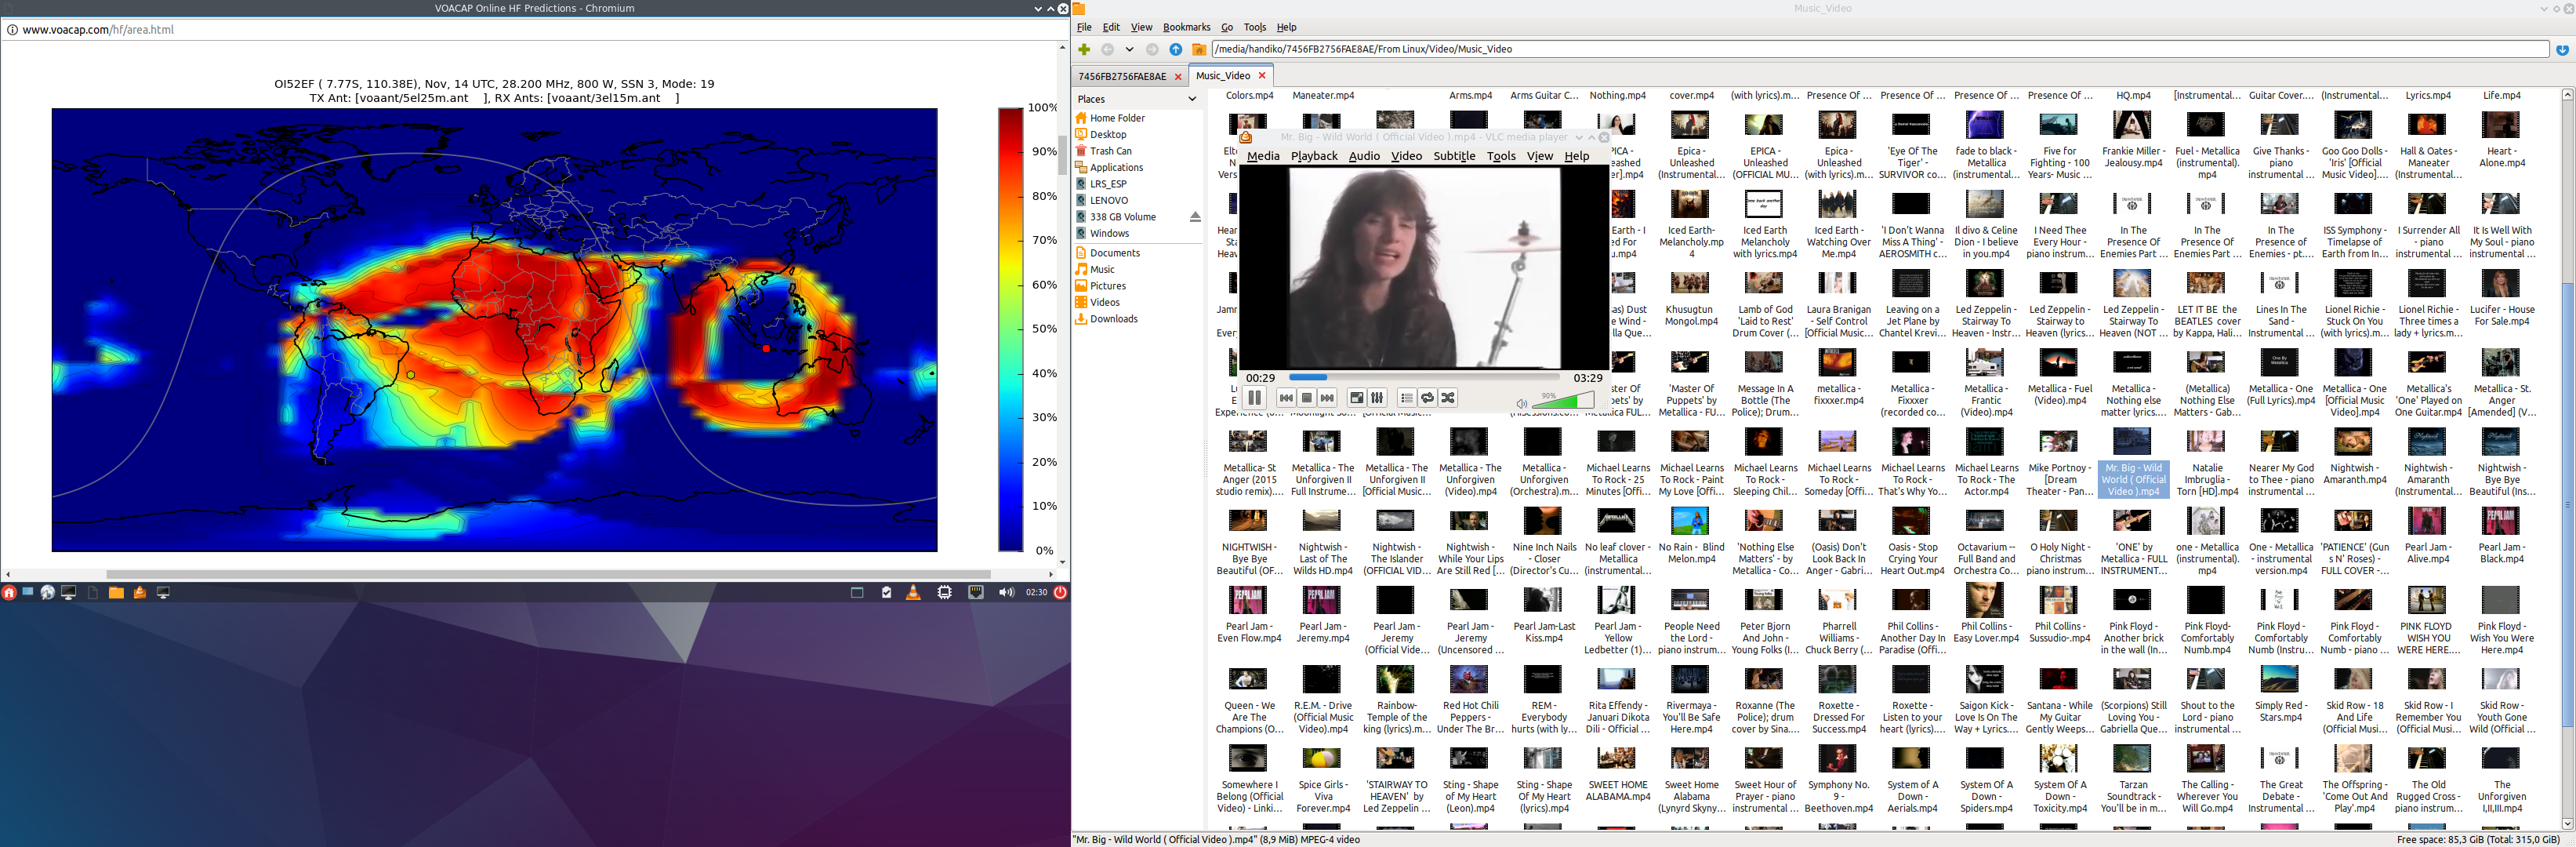 VOACAP Online HF Predictions - Chromium
www.voacap.com/hf/area.html
OI52EF ( 7.77S, 110.38E), Nov, 14 UTC, 28.200 MHz, 800 W, SSN 3, Mode: 19
TX Ant: [voaant/5el25m.ant ], RX Ants: [voaant/3el15m.ant ]
100%
90%
80%
70%
60%
50%
40%
30%
20%
10%
0%
02:30
Music_Video
File Edit View Bookmarks Go Tools Help
/media/handiko/7456FB2756FAE8AE/From Linux/Video/Music_Video
7456FB2756FAE8AE
Music_Video
Places
Home Folder
Desktop
Trash Can
Applications
LRS_ESP
LENOVO
338 GB Volume
Windows
Documents
Music
Pictures
Videos
Downloads
Mr. Big - Wild World ( Official Video ).mp4 - VLC media player
Media Playback Audio Video Subtitle Tools View Help
00:29
03:29
90%
Colors.mp4
Maneater.mp4
Arms.mp4
Arms Guitar C...
Nothing.mp4
cover.mp4
(with lyrics).m...
Presence Of ...
Presence Of ...
Presence Of ...
Presence Of ...
HQ.mp4
[Instrumental...
Guitar Cover....
(Instrumental...
Lyrics.mp4
Life.mp4
Epica -
Unleashed
(Instrumental...
EPICA -
Unleashed
(OFFICIAL MU...
Epica -
Unleashed
(with lyrics).m...
'Eye Of The
Tiger' -
SURVIVOR co...
fade to black -
Metallica
(instrumental...
Five for
Fighting - 100
Years- Music ...
Frankie Miller -
Jealousy.mp4
Fuel - Metallica
(instrumental).
mp4
Give Thanks -
piano
instrumental ...
Goo Goo Dolls -
'Iris' [Official
Music Video]....
Hall & Oates -
Maneater
(Instrumental...
Heart -
Alone.mp4
Iced Earth-
Melancholy.mp
4
Iced Earth
Melancholy
with lyrics.mp4
Iced Earth -
Watching Over
Me.mp4
'I Don't Wanna
Miss A Thing' -
AEROSMITH c...
Il divo & Celine
Dion - I believe
in you.mp4
I Need Thee
Every Hour -
piano instrum...
In The
Presence Of
Enemies Part ...
In The
Presence Of
Enemies Part ...
In The
Presence of
Enemies - pt....
ISS Symphony -
Timelapse of
Earth from In...
I Surrender All
- piano
instrumental ...
It Is Well With
My Soul - piano
instrumental ...
Khusugtun
Mongol.mp4
Lamb of God
'Laid to Rest'
Drum Cover (...
Laura Branigan
- Self Control
[Official Music...
Leaving on a
Jet Plane by
Chantel Krevi...
Led Zeppelin -
Stairway To
Heaven - Instr...
Led Zeppelin -
Stairway to
Heaven (lyrics...
Led Zeppelin -
Stairway To
Heaven (NOT ...
LET IT BE the
BEATLES cover
by Kappa, Hali...
Lines In The
Sand -
Instrumental ...
Lionel Richie -
Stuck On You
(with lyrics).m...
Lionel Richie -
Three times a
lady + lyrics.m...
Lucifer - House
For Sale.mp4
'Master Of
Puppets' by
Metallica - FU...
Message In A
Bottle (The
Police); Drum...
metallica -
fixxxer.mp4
Metallica -
Fixxxer
(recorded co...
Metallica -
Frantic
(Video).mp4
Metallica - Fuel
(Video).mp4
Metallica -
Nothing else
matter lyrics....
(Metallica)
Nothing Else
Matters - Gab...
Metallica - One
(Full Lyrics).mp4
Metallica - One
[Official Music
Video].mp4
Metallica's
'One' Played on
One Guitar.mp4
Metallica - St.
Anger
[Amended] (V...
Metallica- St
Anger (2015
studio remix)....
Metallica - The
Unforgiven II
Full Instrume...
Metallica - The
Unforgiven II
[Official Music...
Metallica - The
Unforgiven
(Video).mp4
Metallica -
Unforgiven
(Orchestra).m...
Michael Learns
To Rock - 25
Minutes [Offi...
Michael Learns
To Rock - Paint
My Love [Offi...
Michael Learns
To Rock -
Sleeping Chil...
Michael Learns
To Rock -
Someday [Offi...
Michael Learns
To Rock -
That's Why Yo...
Michael Learns
To Rock - The
Actor.mp4
Mike Portnoy -
[Dream
Theater - Pan...
Mr. Big - Wild
World ( Official
Video ).mp4
Natalie
Imbruglia -
Torn [HD].mp4
Nearer My God
to Thee - piano
instrumental ...
Nightwish -
Amaranth.mp4
Nightwish -
Amaranth
(Instrumental...
Nightwish -
Bye Bye
Beautiful (Ins...
NIGHTWISH -
Bye Bye
Beautiful (OF...
Nightwish -
Last of The
Wilds HD.mp4
Nightwish -
The Islander
(OFFICIAL VID...
Nightwish -
While Your Lips
Are Still Red [...
Nine Inch Nails
- Closer
(Director's Cu...
No leaf clover -
Metallica
(instrumental...
No Rain - Blind
Melon.mp4
'Nothing Else
Matters' - by
Metallica - Co...
(Oasis) Don't
Look Back In
Anger - Gabri...
Oasis - Stop
Crying Your
Heart Out.mp4
Octavarium --
Full Band and
Orchestra Co...
O Holy Night -
Christmas
piano instrum...
'ONE' by
Metallica - FULL
INSTRUMENT...
one - Metallica
(instrumental).
mp4
One - Metallica
- instrumental
version.mp4
'PATIENCE' (Gun
s N' Roses) -
FULL COVER -...
Pearl Jam -
Alive.mp4
Pearl Jam -
Black.mp4
Pearl Jam -
Even Flow.mp4
Pearl Jam -
Jeremy.mp4
Pearl Jam -
Jeremy
(Official Vide...
Pearl Jam -
Jeremy
(Uncensored ...
Pearl Jam-Last
Kiss.mp4
Pearl Jam -
Yellow
Ledbetter (1)...
People Need
the Lord -
piano instrum...
Peter Bjorn
And John -
Young Folks (l...
Pharrell
Williams -
Chuck Berry (...
Phil Collins -
Another Day In
Paradise (Offi...
Phil Collins -
Easy Lover.mp4
Phil Collins -
Sussudio-.mp4
Pink Floyd -
Another brick
in the wall (In...
Pink Floyd-
Comfortably
Numb.mp4
Pink Floyd -
Comfortably
Numb (Instru...
Pink Floyd -
Comfortably
Numb - piano ...
PINK FLOYD
WISH YOU
WERE HERE....
Pink Floyd -
Wish You Were
Here.mp4
Queen - We
Are The
Champions (O...
R.E.M. - Drive
(Official Music
Video).mp4
Rainbow-
Temple of the
king (lyrics).m...
Red Hot Chili
Peppers -
Under The Br...
REM -
Everybody
hurts (with ly...
Rita Effendy -
Januari Dikota
Dili - Official ...
Rivermaya -
You'll Be Safe
Here.mp4
Roxanne (The
Police); drum
cover by Sina....
Roxette -
Dressed For
Success.mp4
Roxette -
Listen to your
heart (lyrics)...
Saigon Kick -
Love Is On The
Way + Lyrics....
Santana - While
My Guitar
Gently Weeps...
(Scorpions) Still
Loving You -
Gabriella Que...
Shout to the
Lord - piano
instrumental ...
Simply Red -
Stars.mp4
Skid Row - 18
And Life
(Official Musi...
Skid Row - I
Remember You
(Official Musi...
Skid Row -
Youth Gone
Wild (Official ...
Somewhere I
Belong (Official
Video) - Linki...
Spice Girls -
Viva
Forever.mp4
'STAIRWAY TO
HEAVEN' by
Led Zeppelin ...
Sting - Shape
of My Heart
(Leon).mp4
Sting - Shape
Of My Heart
(lyrics).mp4
SWEET HOME
ALABAMA.mp4
Sweet Home
Alabama
(Lynyrd Skyny...
Sweet Hour of
Prayer - piano
instrumental ...
Symphony No.
9 -
Beethoven.mp4
System of A
Down -
Aerials.mp4
System Of A
Down -
Spiders.mp4
System Of A
Down -
Toxicity.mp4
Tarzan
Soundtrack -
You'll be in m...
The Calling -
Wherever You
Will Go.mp4
The Great
Debate -
Instrumental ...
The Offspring -
'Come Out And
Play'.mp4
The Old
Rugged Cross -
piano instrum...
The
Unforgiven
I,II,III.mp4
"Mr. Big - Wild World ( Official Video ).mp4" (8,9 MiB) MPEG-4 video
Free space: 85,3 GiB (Total: 315,0 GiB)